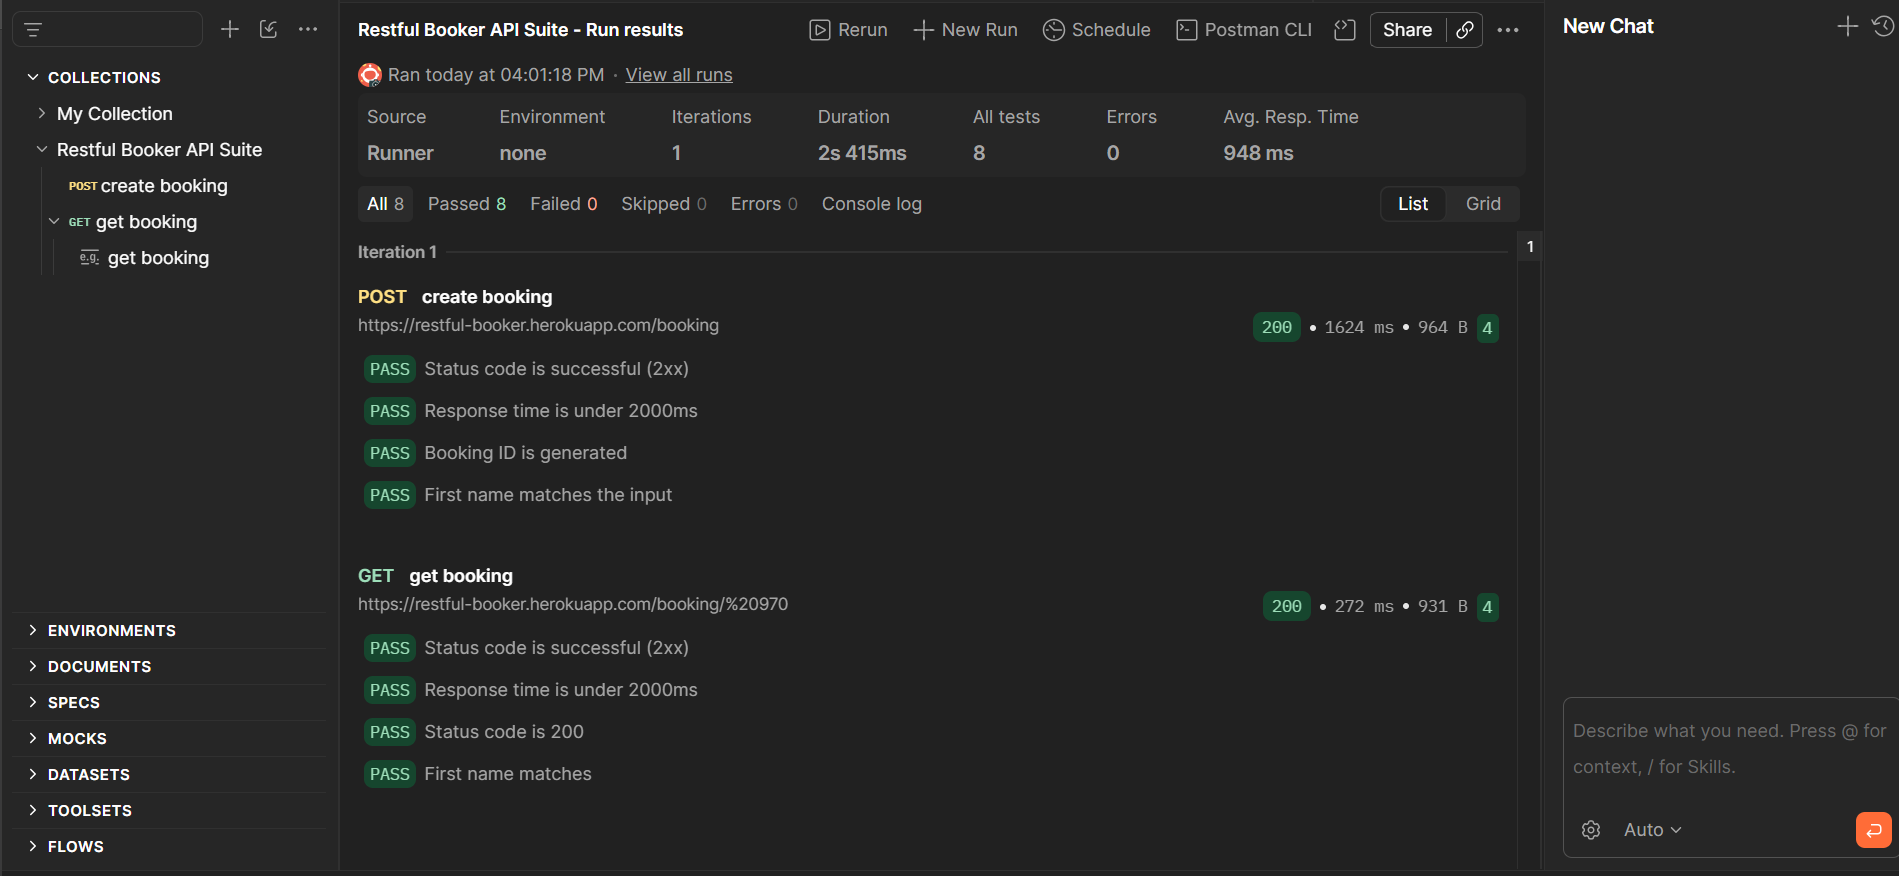 COLLECTIONS
My Collection
Restful Booker API Suite
POST create booking
GET get booking
e.g. get booking
ENVIRONMENTS
DOCUMENTS
SPECS
MOCKS
DATASETS
TOOLSETS
FLOWS
Restful Booker API Suite - Run results
Rerun
New Run
Schedule
Postman CLI
Share
Ran today at 04:01:18 PM · View all runs
Source Environment Iterations Duration All tests Errors Avg. Resp. Time
Runner none 1 2s 415ms 8 0 948 ms
All 8 Passed 8 Failed 0 Skipped 0 Errors 0 Console log
List Grid
Iteration 1
1
POST create booking
https://restful-booker.herokuapp.com/booking
200 • 1624 ms • 964 B 4
PASS Status code is successful (2xx)
PASS Response time is under 2000ms
PASS Booking ID is generated
PASS First name matches the input
GET get booking
https://restful-booker.herokuapp.com/booking/%20970
200 • 272 ms • 931 B 4
PASS Status code is successful (2xx)
PASS Response time is under 2000ms
PASS Status code is 200
PASS First name matches
New Chat
Describe what you need. Press @ for
context, / for Skills.
Auto